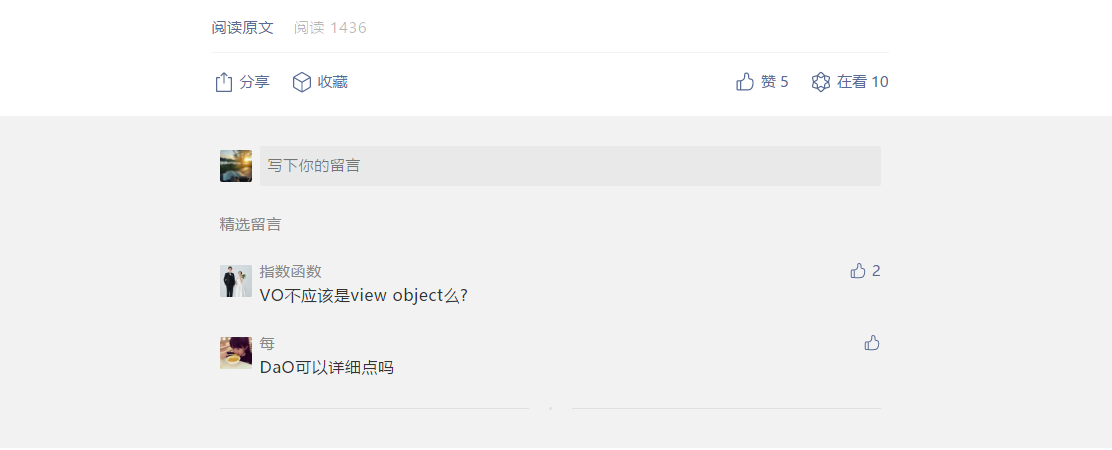 阅读原文 阅读 1436
分享 收藏 赞 5 在看 10
写下你的留言
精选留言
指数函数 2
VO不应该是view object么?
每
DaO可以详细点吗